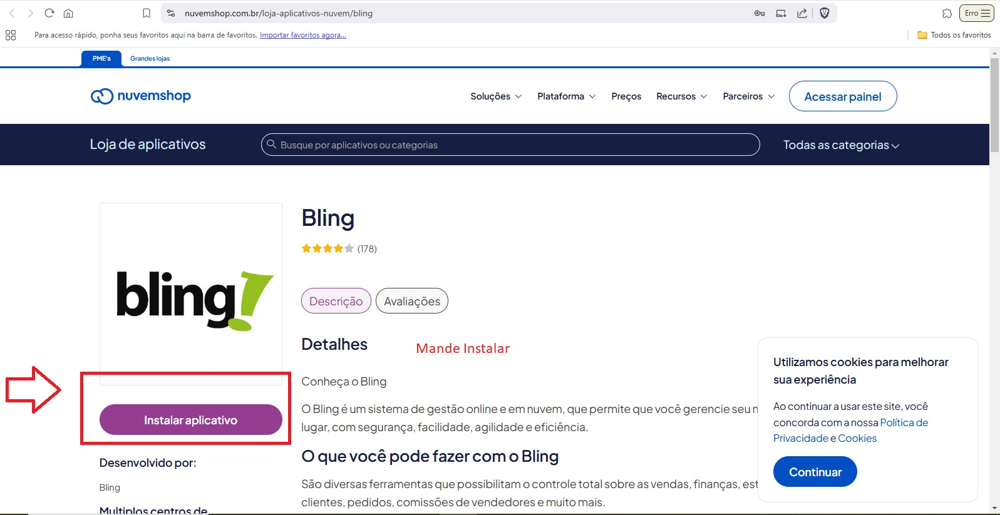 nuvemshop.com.br/loja-aplicativos-nuvem/bling
Erro
Para acesso rápido, ponha seus favoritos aqui na barra de favoritos. Importar favoritos agora...
Todos os favoritos
PME's
Grandes lojas
nuvemshop
Soluções
Plataforma
Preços
Recursos
Parceiros
Acessar painel
Loja de aplicativos
Busque por aplicativos ou categorias
Todas as categorias
bling!
Bling
(178)
Descrição
Avaliações
Detalhes
Mande Instalar
Conheça o Bling
O Bling é um sistema de gestão online e em nuvem, que permite que você gerencie seu
lugar, com segurança, facilidade, agilidade e eficiência.
O que você pode fazer com o Bling
São diversas ferramentas que possibilitam o controle total sobre as vendas, finanças, est
clientes, pedidos, comissões de vendedores e muito mais.
Instalar aplicativo
Desenvolvido por:
Bling
Multiplos centros de
Utilizamos cookies para melhorar
sua experiência
Ao continuar a usar este site, você
concorda com a nossa Política de
Privacidade e Cookies
Continuar